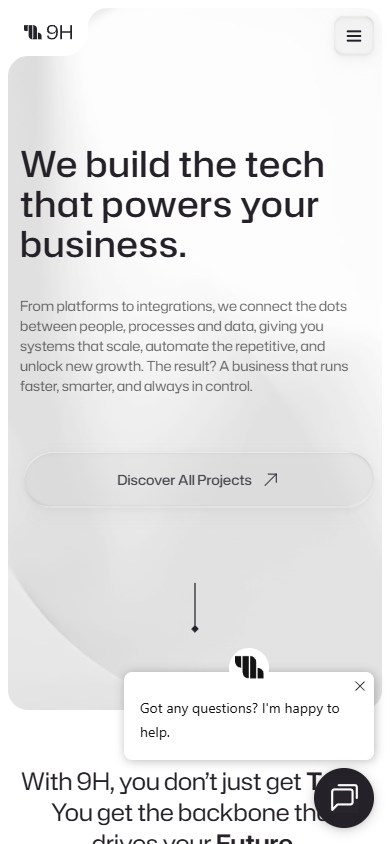 9H
We build the tech
that powers your
business.
From platforms to integrations, we connect the dots
between people, processes and data, giving you
systems that scale, automate the repetitive, and
unlock new growth. The result? A business that runs
faster, smarter, and always in control.
Discover All Projects
Got any questions? I'm happy to
help.
With 9H, you don't just get
You get the backbone
drives your Future